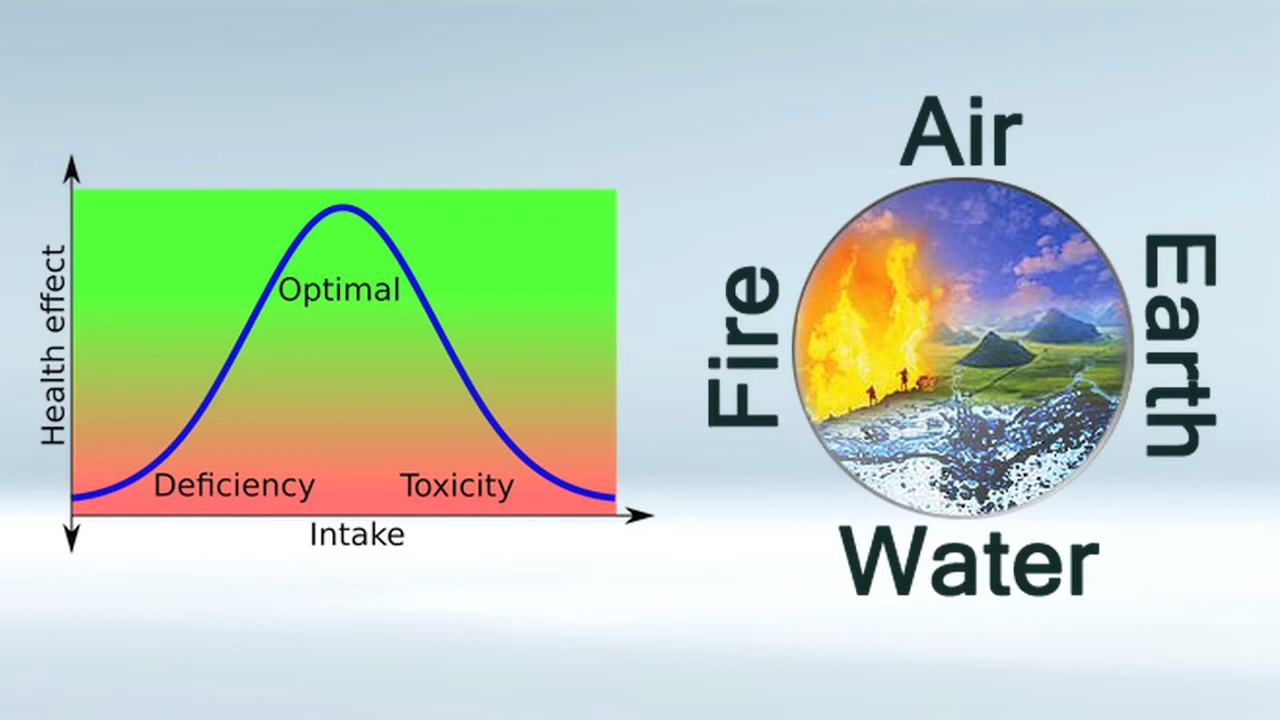 Health effect
Optimal
Deficiency
Toxicity
Intake
Air
Fire
Earth
Water